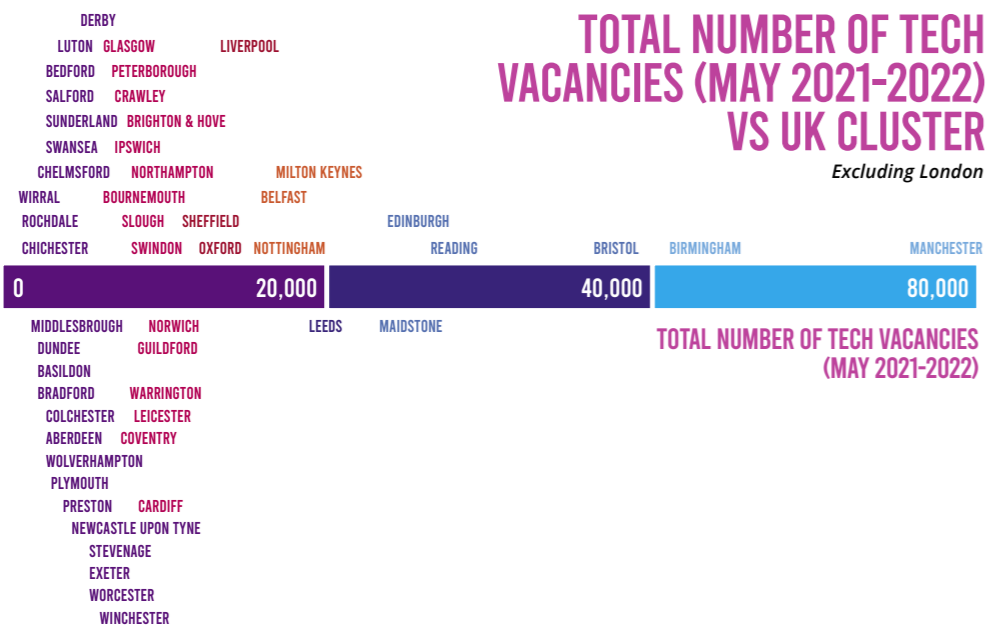 TOTAL NUMBER OF TECH
VACANCIES (MAY 2021-2022)
VS UK CLUSTER
Excluding London
DERBY
LUTON GLASGOW LIVERPOOL
BEDFORD PETERBOROUGH
SALFORD CRAWLEY
SUNDERLAND BRIGHTON & HOVE
SWANSEA IPSWICH
CHELMSFORD NORTHAMPTON MILTON KEYNES
WIRRAL BOURNEMOUTH BELFAST
ROCHDALE SLOUGH SHEFFIELD EDINBURGH
CHICHESTER SWINDON OXFORD NOTTINGHAM READING BRISTOL BIRMINGHAM MANCHESTER
0 20,000 40,000 80,000
MIDDLESBROUGH NORWICH LEEDS MAIDSTONE
DUNDEE GUILDFORD
BASILDON
BRADFORD WARRINGTON
COLCHESTER LEICESTER
ABERDEEN COVENTRY
WOLVERHAMPTON
PLYMOUTH
PRESTON CARDIFF
NEWCASTLE UPON TYNE
STEVENAGE
EXETER
WORCESTER
WINCHESTER
TOTAL NUMBER OF TECH VACANCIES
(MAY 2021-2022)